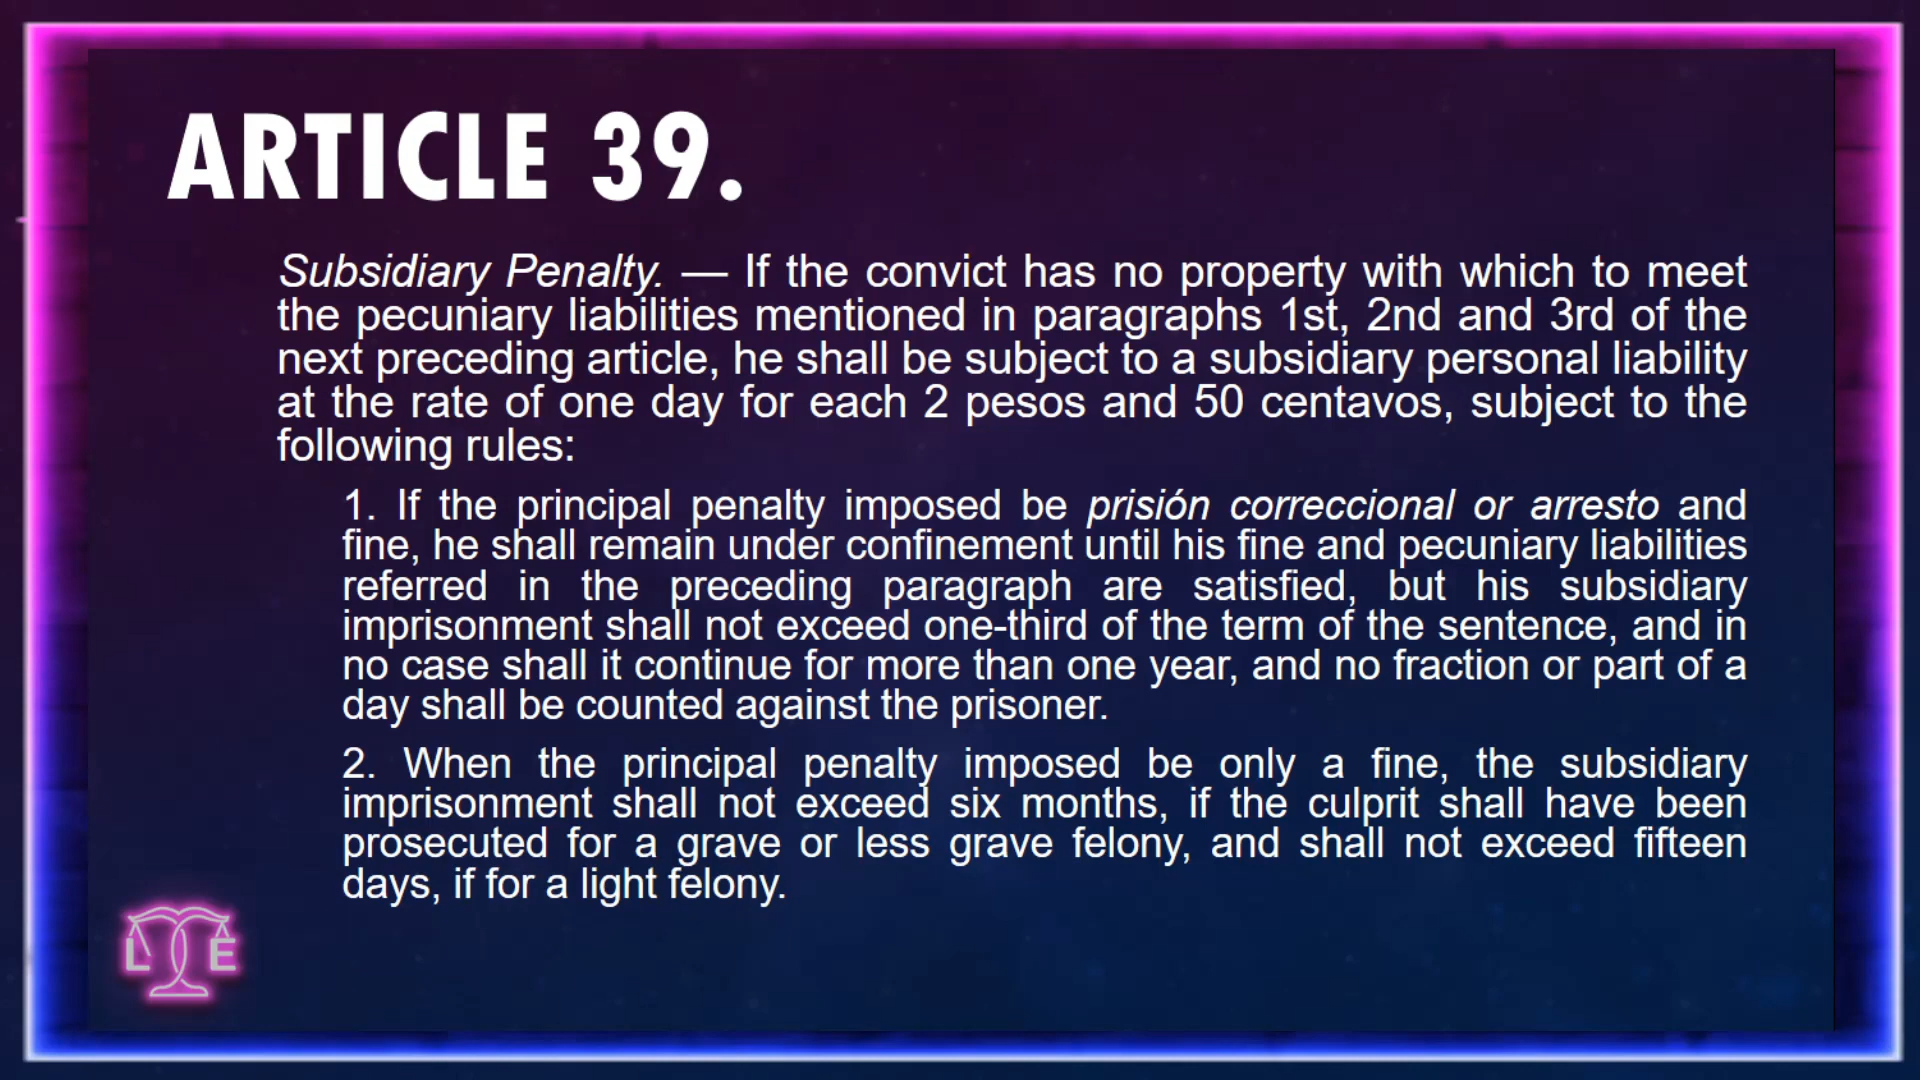 ARTICLE 39.
Subsidiary Penalty. — If the convict has no property with which to meet
the pecuniary liabilities mentioned in paragraphs 1st, 2nd and 3rd of the
next preceding article, he shall be subject to a subsidiary personal liability
at the rate of one day for each 2 pesos and 50 centavos, subject to the
following rules:
1. If the principal penalty imposed be prisión correccional or arresto and
fine, he shall remain under confinement until his fine and pecuniary liabilities
referred in the preceding paragraph are satisfied, but his subsidiary
imprisonment shall not exceed one-third of the term of the sentence, and in
no case shall it continue for more than one year, and no fraction or part of a
day shall be counted against the prisoner.
2. When the principal penalty imposed be only a fine, the subsidiary
imprisonment shall not exceed six months, if the culprit shall have been
prosecuted for a grave or less grave felony, and shall not exceed fifteen
days, if for a light felony.
L E